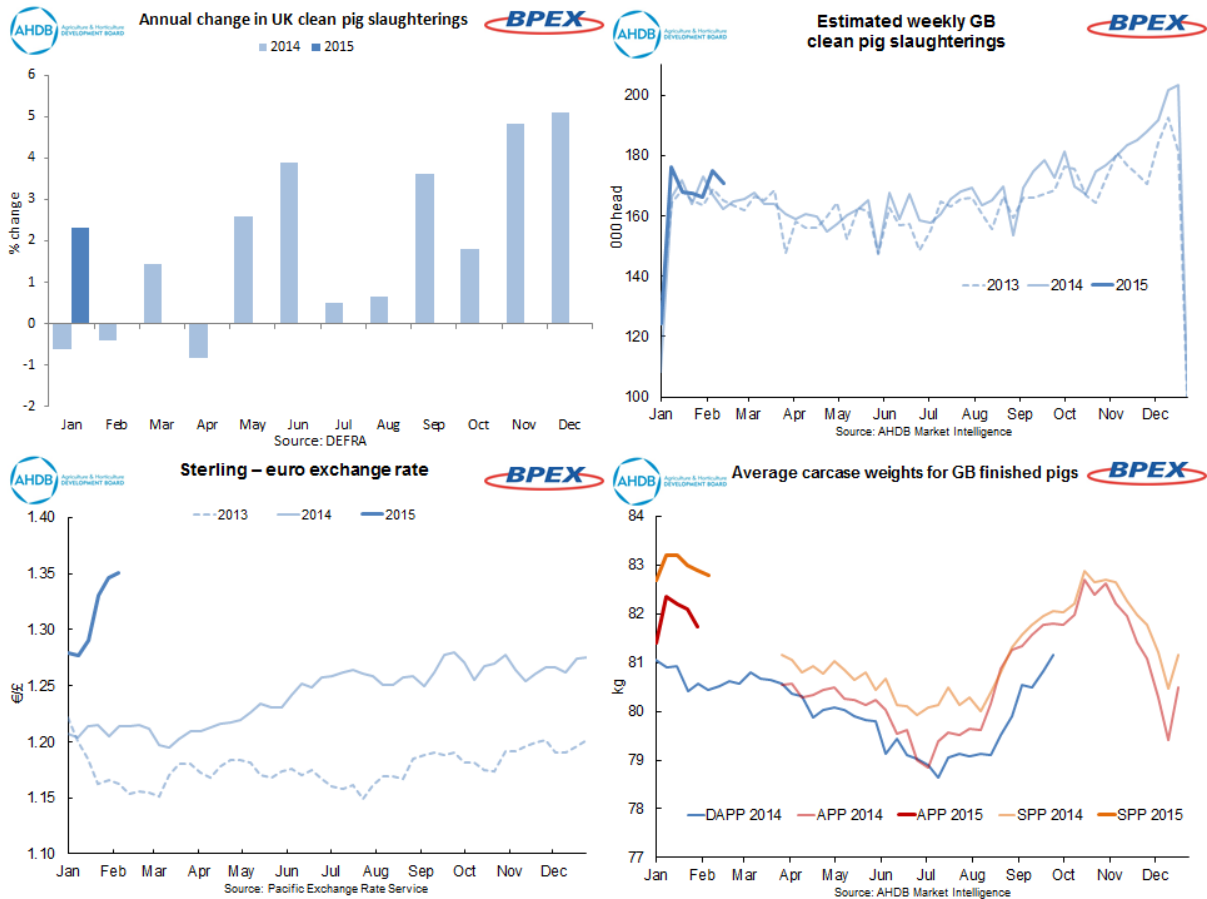 AHDB
Agriculture & Horticulture
DEVELOPMENT BOARD
Annual change in UK clean pig slaughterings
BPEX
2014
2015
% change
6
5
4
3
2
1
0
-1
-2
Jan Feb Mar Apr May Jun Jul Aug Sep Oct Nov Dec
Source: DEFRA
AHDB
Agriculture & Horticulture
DEVELOPMENT BOARD
Estimated weekly GB
clean pig slaughterings
BPEX
000 head
200
180
160
140
120
100
2013
2014
2015
Jan Feb Mar Apr May Jun Jul Aug Sep Oct Nov Dec
Source: AHDB Market Intelligence
AHDB
Agriculture & Horticulture
DEVELOPMENT BOARD
Sterling – euro exchange rate
BPEX
2013
2014
2015
€/£
1.40
1.35
1.30
1.25
1.20
1.15
1.10
Jan Feb Mar Apr May Jun Jul Aug Sep Oct Nov Dec
Source: Pacific Exchange Rate Service
AHDB
Agriculture & Horticulture
DEVELOPMENT BOARD
Average carcase weights for GB finished pigs
BPEX
kg
84
83
82
81
80
79
78
77
DAPP 2014
APP 2014
APP 2015
SPP 2014
SPP 2015
Jan Feb Mar Apr May Jun Jul Aug Sep Oct Nov Dec
Source: AHDB Market Intelligence